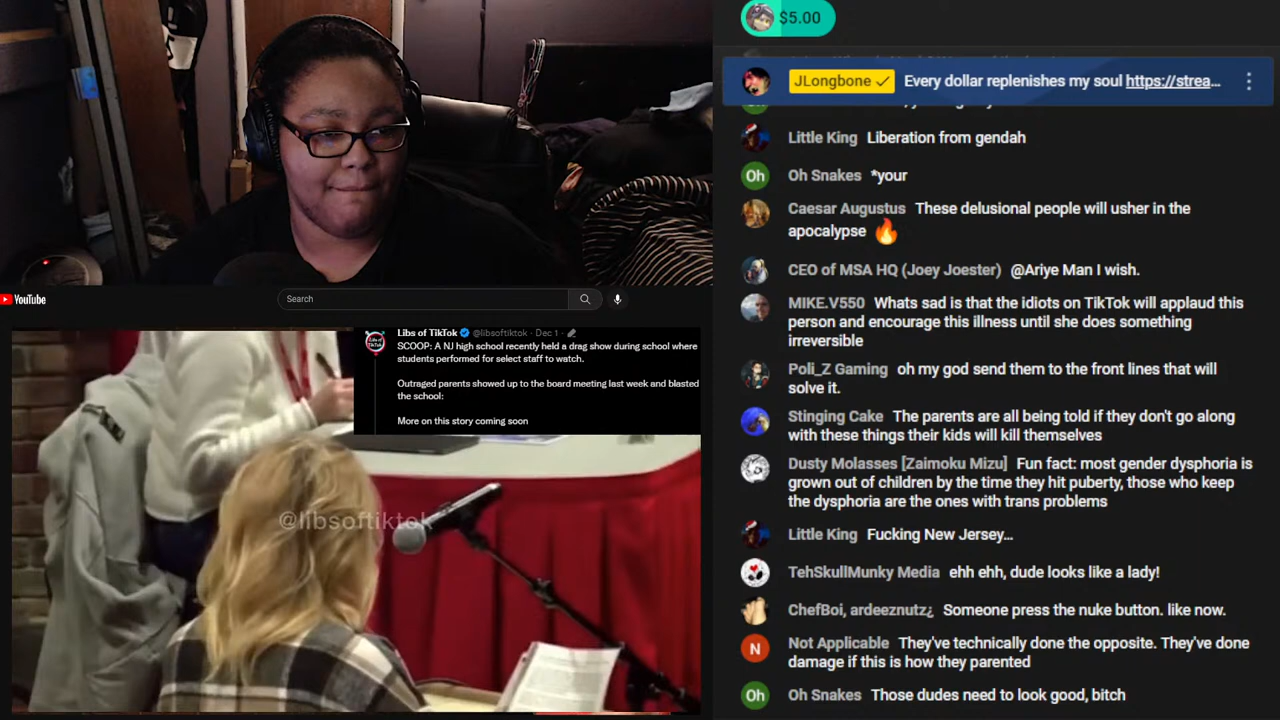 $5.00
JLongbone Every dollar replenishes my soul https://strea...
Little King Liberation from gendah
Oh Snakes *your
Oh
Caesar Augustus These delusional people will usher in the
apocalypse 🔥
CEO of MSA HQ (Joey Joester) @Ariye Man I wish.
MIKE.V550 Whats sad is that the idiots on TikTok will applaud this
person and encourage this illness until she does something
irreversible
Poli_Z Gaming oh my god send them to the front lines that will
solve it.
Stinging Cake The parents are all being told if they don't go along
with these things their kids will kill themselves
Dusty Molasses [Zaimoku Mizu] Fun fact: most gender dysphoria is
grown out of children by the time they hit puberty, those who keep
the dysphoria are the ones with trans problems
Little King Fucking New Jersey...
TehSkullMunky Media ehh ehh, dude looks like a lady!
ChefBoi, ardeeznutz¿ Someone press the nuke button. like now.
N
Not Applicable They've technically done the opposite. They've done
damage if this is how they parented
Oh
Oh Snakes Those dudes need to look good, bitch
YouTube
Search
Libs of TikTok @libsoftiktok · Dec 1 ·
SCOOP: A NJ high school recently held a drag show during school where
students performed for select staff to watch.
Outraged parents showed up to the board meeting last week and blasted
the school:
More on this story coming soon
@libsoftiktok